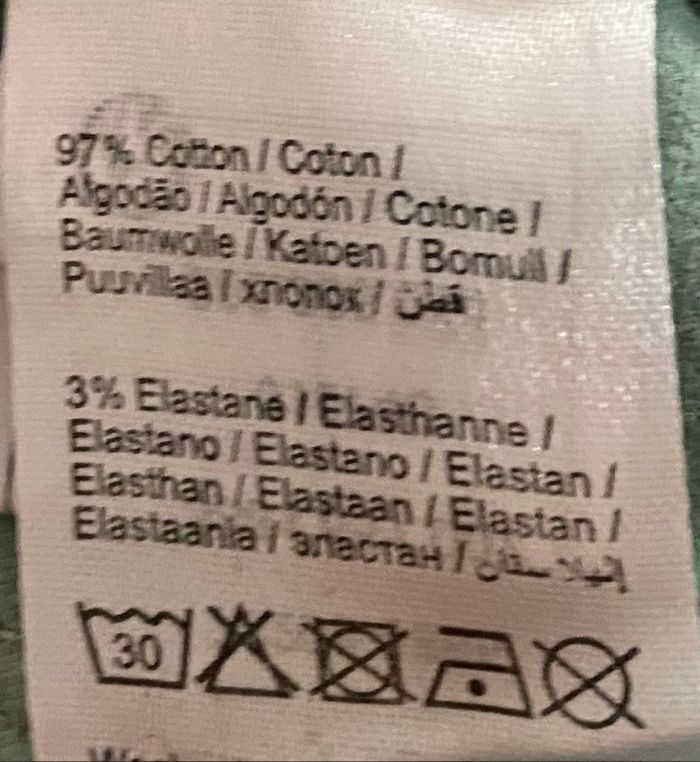 97% Cotton / Coton /
Algodão / Algodón / Cotone /
Baumwolle / Katoen / Bomull /
Puuvillaa / хлопок / قطن
3% Elastane / Elasthanne /
Elastano / Elastano / Elastan /
Elasthan / Elastaan / Elastan /
Elastaania / эластан /
30